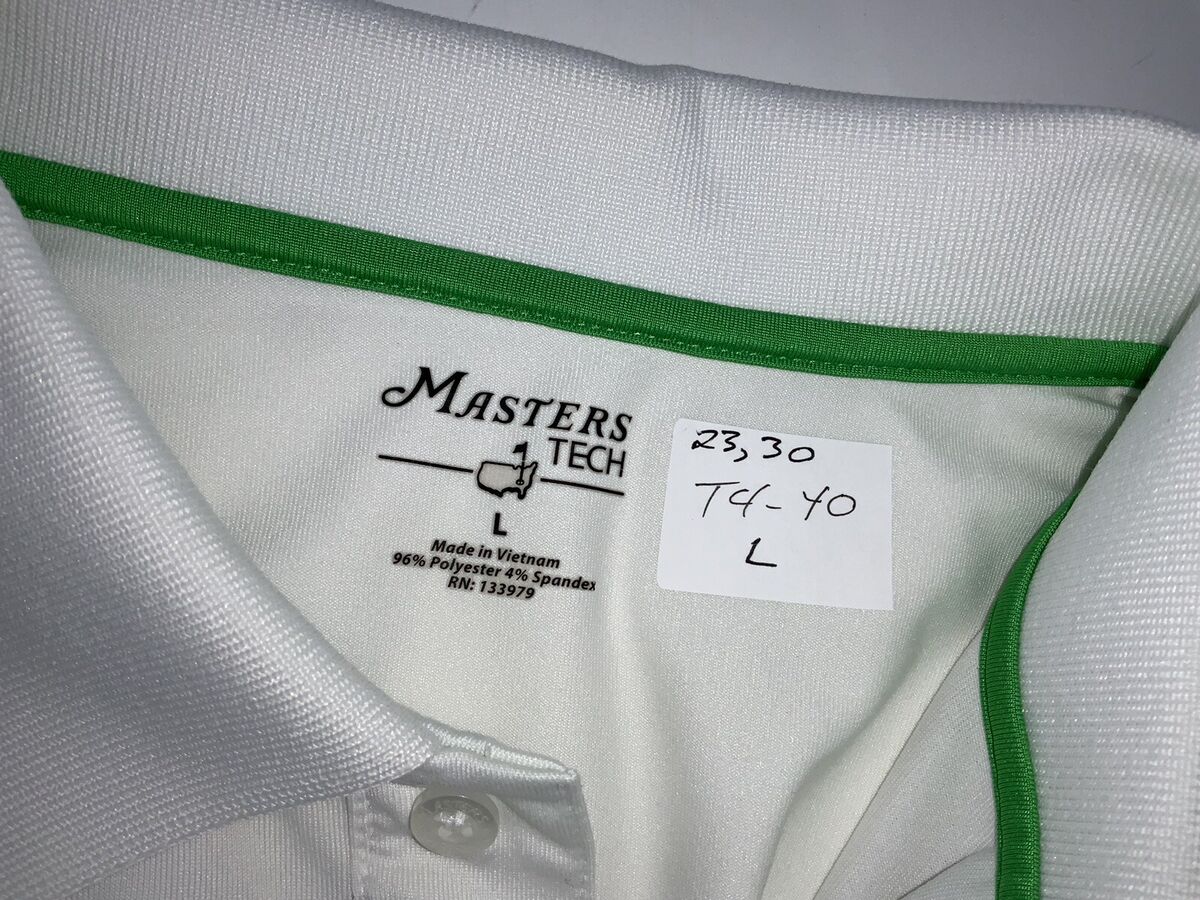 MASTERS
TECH
L
Made in Vietnam
96% Polyester 4% Spandex
RN: 133979
23,30
T4-40
L